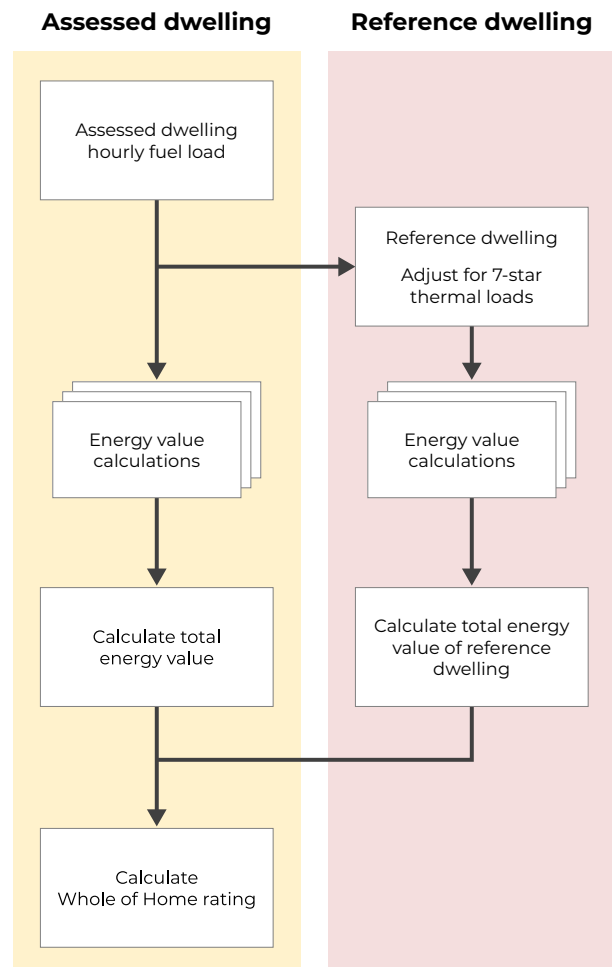 Assessed dwelling
Reference dwelling
Assessed dwelling
hourly fuel load
Reference dwelling
Adjust for 7-star
thermal loads
Energy value
calculations
Energy value
calculations
Calculate total
energy value
Calculate total energy
value of reference
dwelling
Calculate
Whole of Home rating